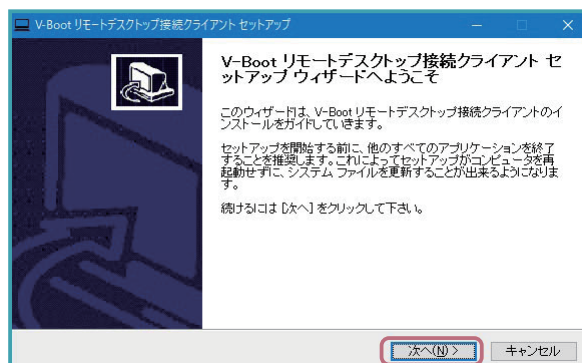 V-Boot リモートデスクトップ接続クライアント セットアップ
V-Boot リモートデスクトップ接続クライアント セ
ットアップ ウィザードへようこそ
このウィザードは、V-Boot リモートデスクトップ接続クライアントのイ
ンストールをガイドしていきます。
セットアップを開始する前に、他のすべてのアプリケーションを終了
することを推奨します。これによってセットアップがコンピュータを再
起動せずに、システム ファイルを更新することが出来るようになりま
す。
続けるには [次へ] をクリックして下さい。
次へ(N) >
キャンセル